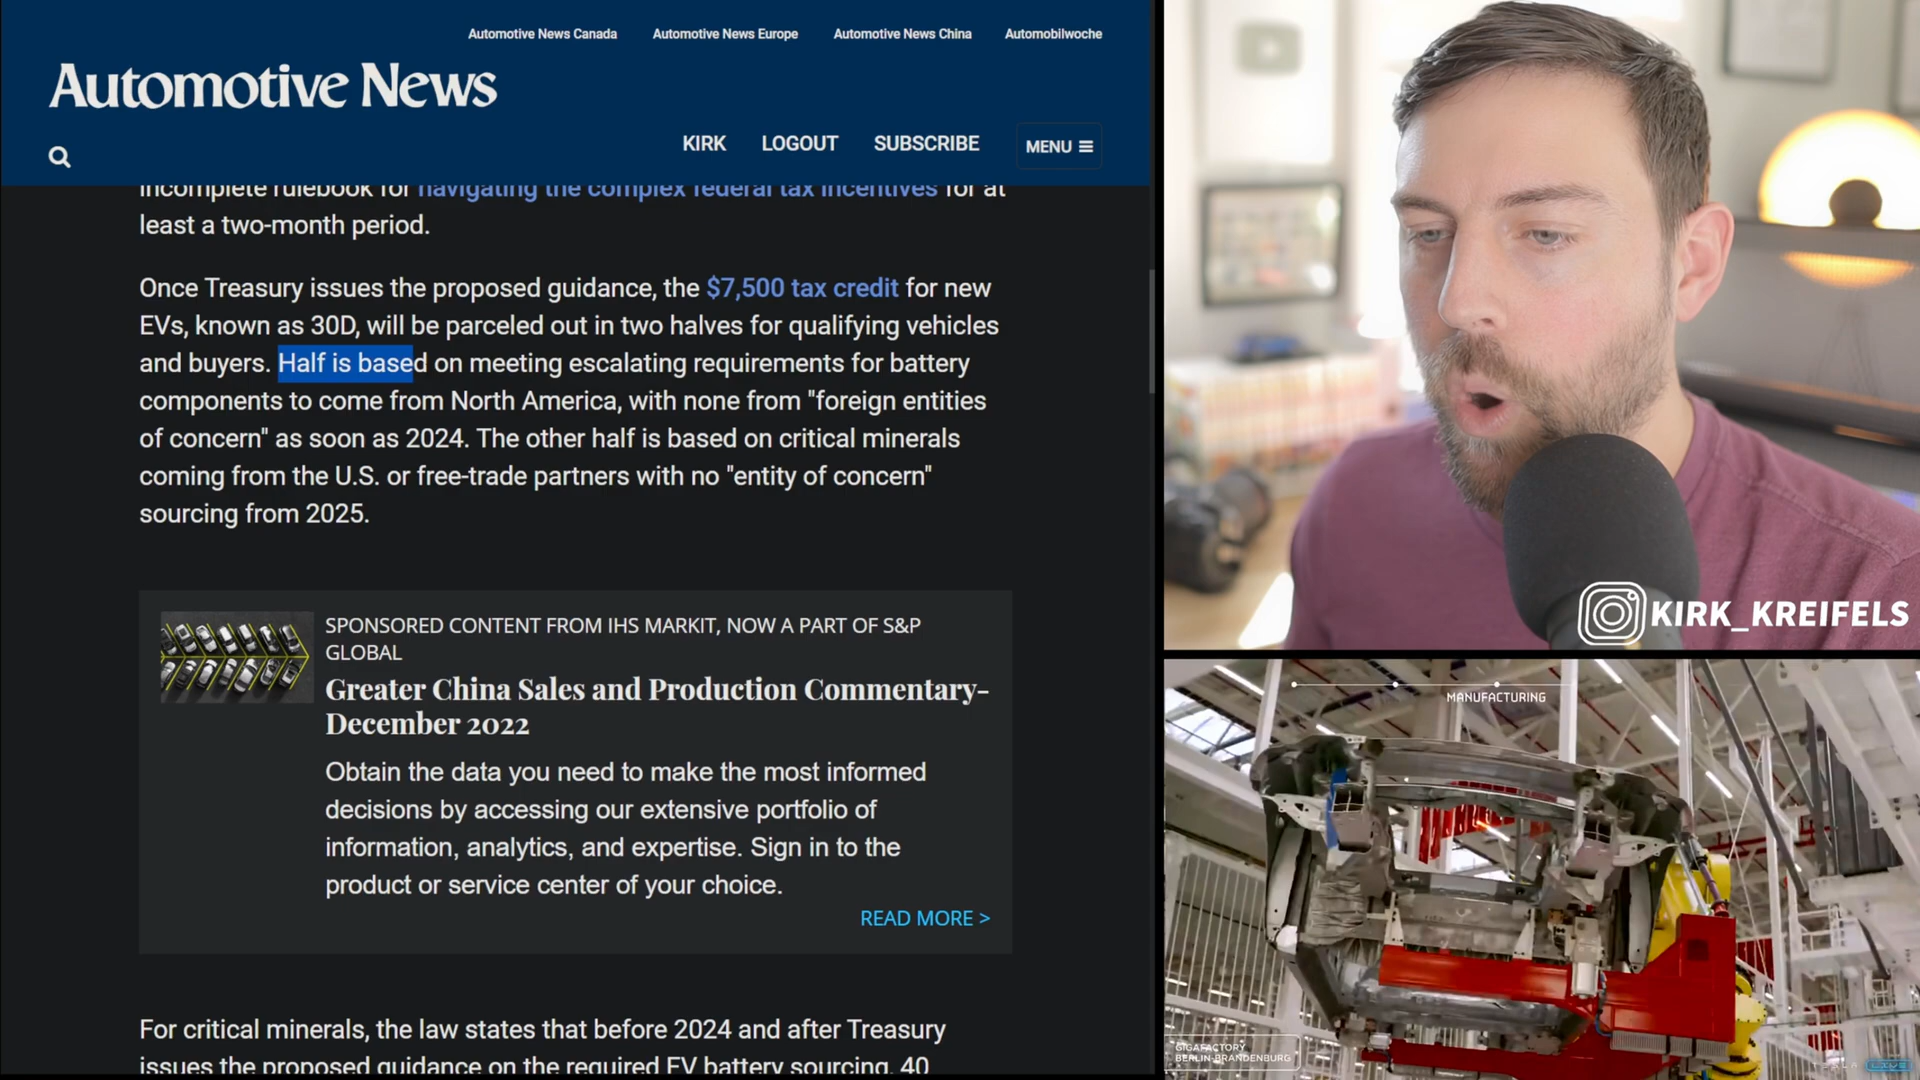 Automotive News Canada Automotive News Europe Automotive News China Automobilwoche
Automotive News
KIRK LOGOUT SUBSCRIBE MENU
incomplete rulebook for navigating the complex federal tax incentives for at
least a two-month period.
Once Treasury issues the proposed guidance, the $7,500 tax credit for new
EVs, known as 30D, will be parceled out in two halves for qualifying vehicles
and buyers. Half is based on meeting escalating requirements for battery
components to come from North America, with none from "foreign entities
of concern" as soon as 2024. The other half is based on critical minerals
coming from the U.S. or free-trade partners with no "entity of concern"
sourcing from 2025.
SPONSORED CONTENT FROM IHS MARKIT, NOW A PART OF S&P
GLOBAL
Greater China Sales and Production Commentary-
December 2022
Obtain the data you need to make the most informed
decisions by accessing our extensive portfolio of
information, analytics, and expertise. Sign in to the
product or service center of your choice.
READ MORE >
For critical minerals, the law states that before 2024 and after Treasury
issues the proposed guidance on the required EV battery sourcing, 40
KIRK_KREIFELS
MANUFACTURING
GIGAFACTORY
BERLIN-BRANDENBURG
TESLA LIVE